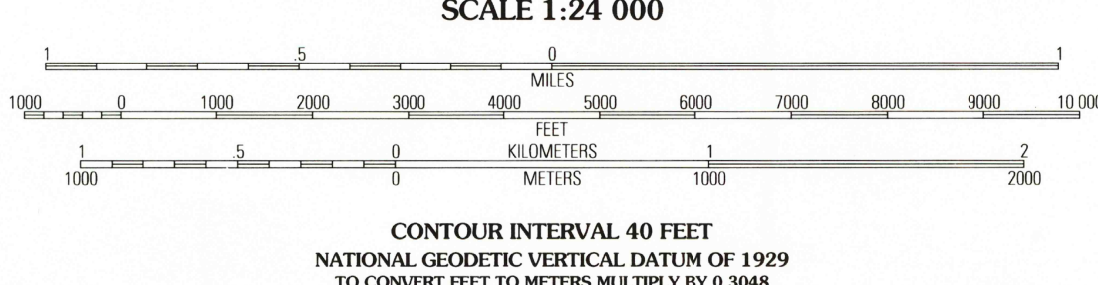 SCALE 1:24 000
1 .5 0 1
MILES
1000 0 1000 2000 3000 4000 5000 6000 7000 8000 9000 10 000
FEET
1 .5 0 KILOMETERS 1 2
1000 0 METERS 1000 2000
CONTOUR INTERVAL 40 FEET
NATIONAL GEODETIC VERTICAL DATUM OF 1929
TO CONVERT FEET TO METERS MULTIPLY BY 0.3048